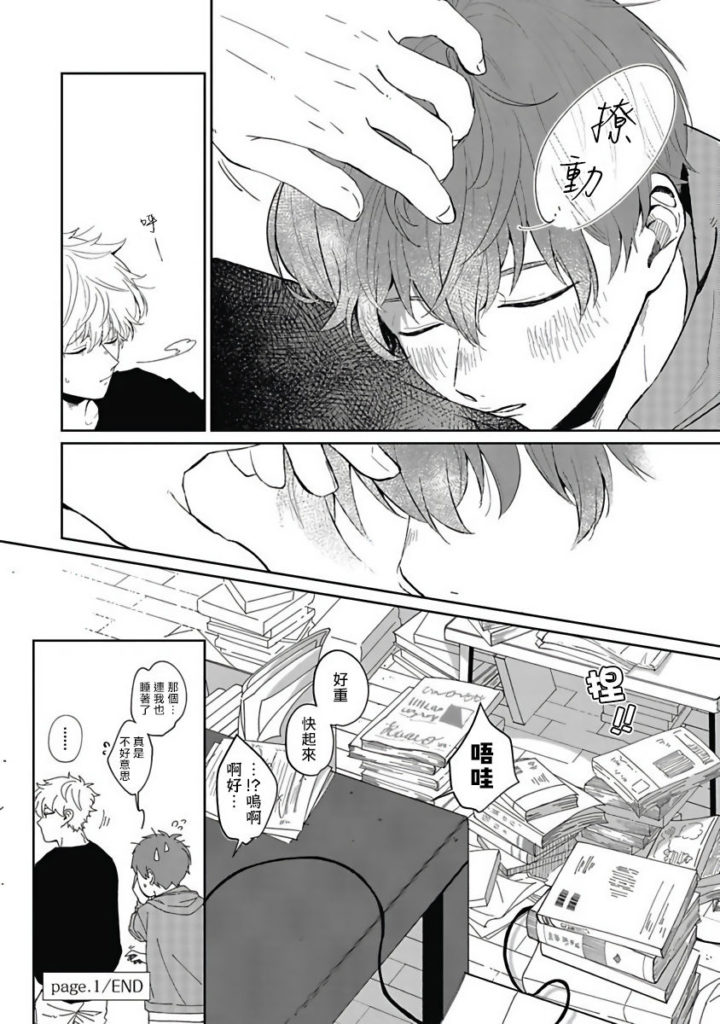 撩
動
呼
捏!!
唔哇
好重
快起來
…!?嗚啊
啊好…
那個…
連我也
睡著了
真是
不好意思
……
page.1/END